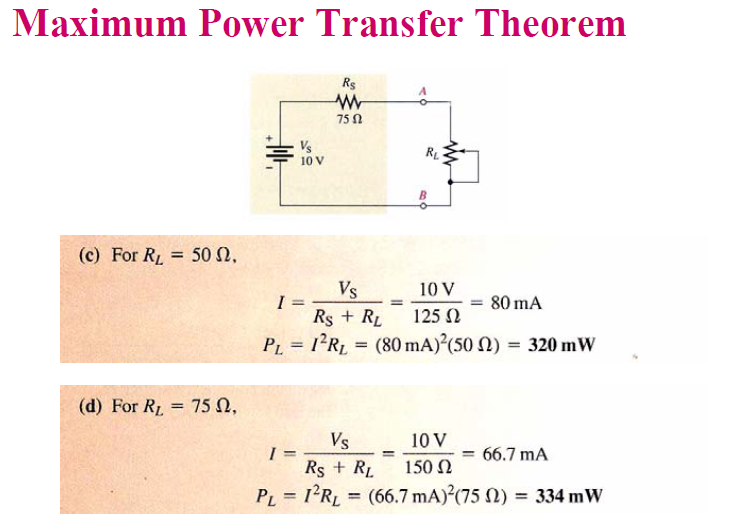 Maximum Power Transfer Theorem
R_S
75 Ω
A
+
V_S
10 V
−
R_L
B
(c) For R_L = 50 Ω,
I = V_S / (R_S + R_L) = 10 V / 125 Ω = 80 mA
P_L = I²R_L = (80 mA)²(50 Ω) = 320 mW
(d) For R_L = 75 Ω,
I = V_S / (R_S + R_L) = 10 V / 150 Ω = 66.7 mA
P_L = I²R_L = (66.7 mA)²(75 Ω) = 334 mW